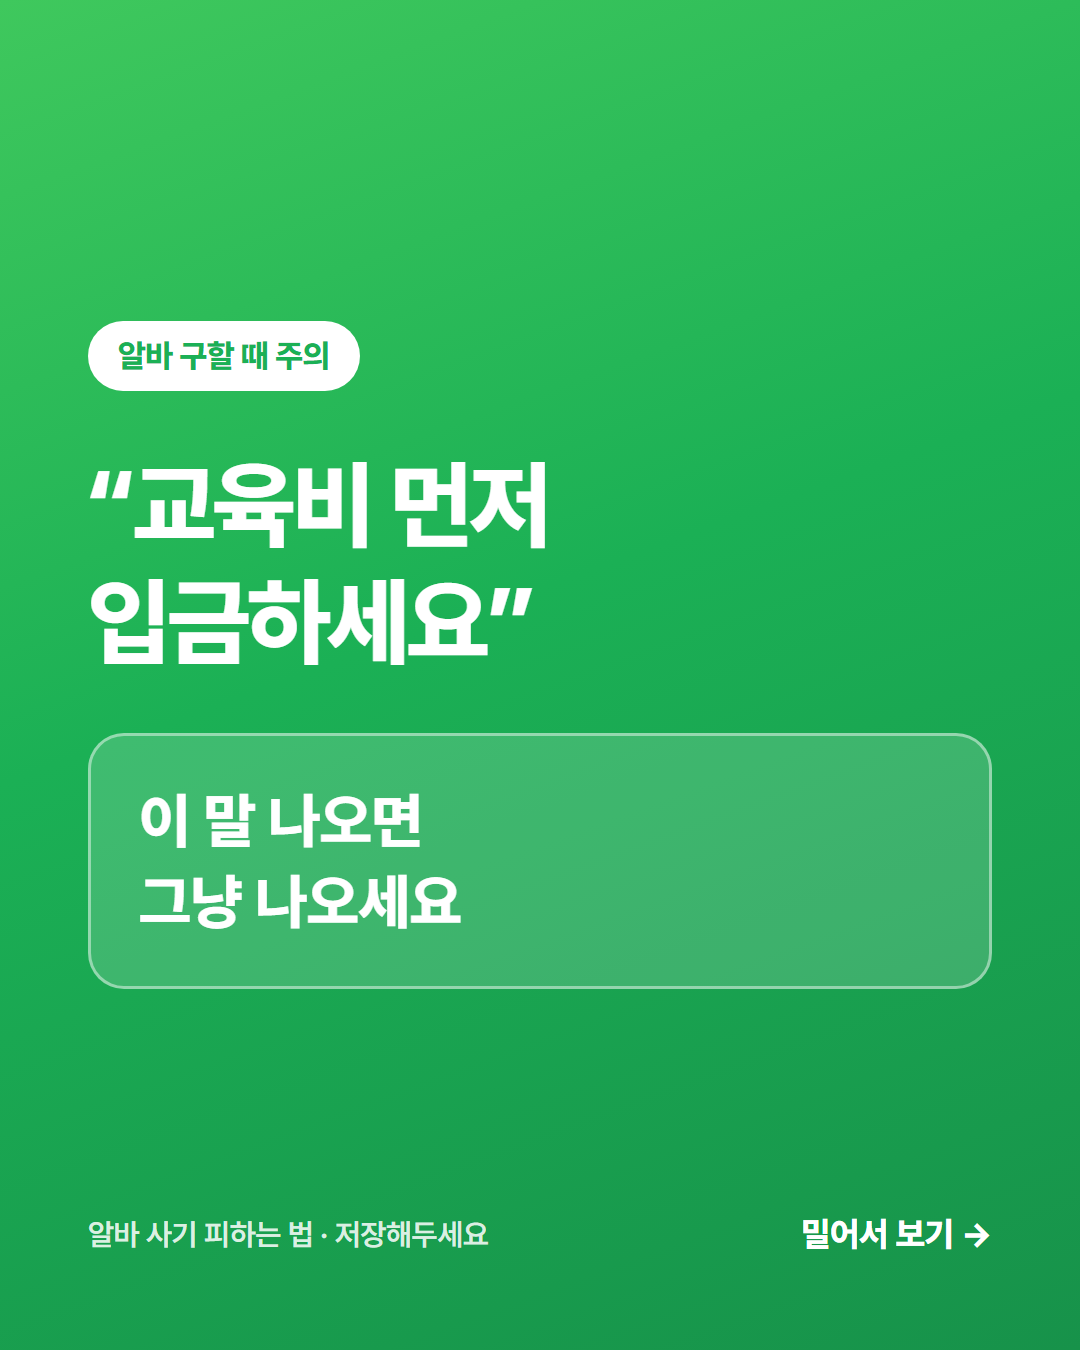 알바 구할 때 주의
“교육비 먼저
입금하세요”
이 말 나오면
그냥 나오세요
알바 사기 피하는 법 · 저장해두세요
밀어서 보기 →